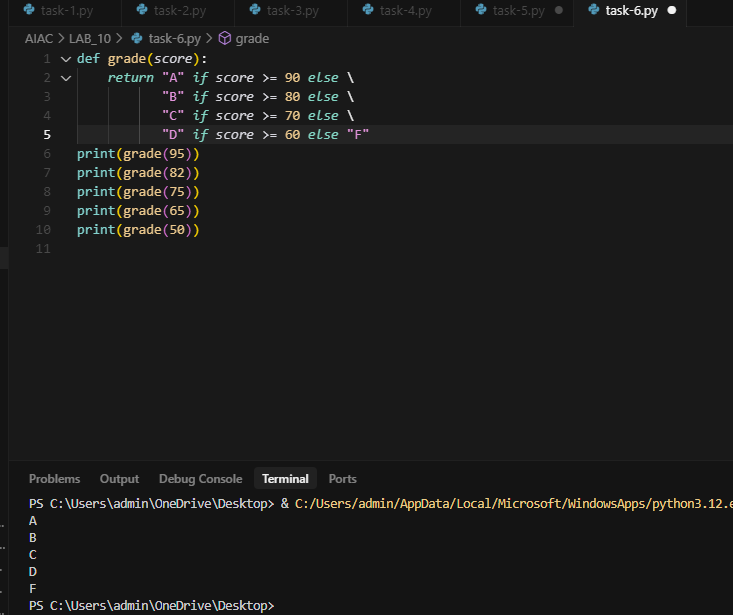 task-1.py task-2.py task-3.py task-4.py task-5.py task-6.py
AIAC > LAB_10 > task-6.py > grade
1 def grade(score):
2 return "A" if score >= 90 else \
3 "B" if score >= 80 else \
4 "C" if score >= 70 else \
5 "D" if score >= 60 else "F"
6 print(grade(95))
7 print(grade(82))
8 print(grade(75))
9 print(grade(65))
10 print(grade(50))
11
Problems Output Debug Console Terminal Ports
PS C:\Users\admin\OneDrive\Desktop> & C:/Users/admin/AppData/Local/Microsoft/WindowsApps/python3.12.e
A
B
C
D
F
PS C:\Users\admin\OneDrive\Desktop>